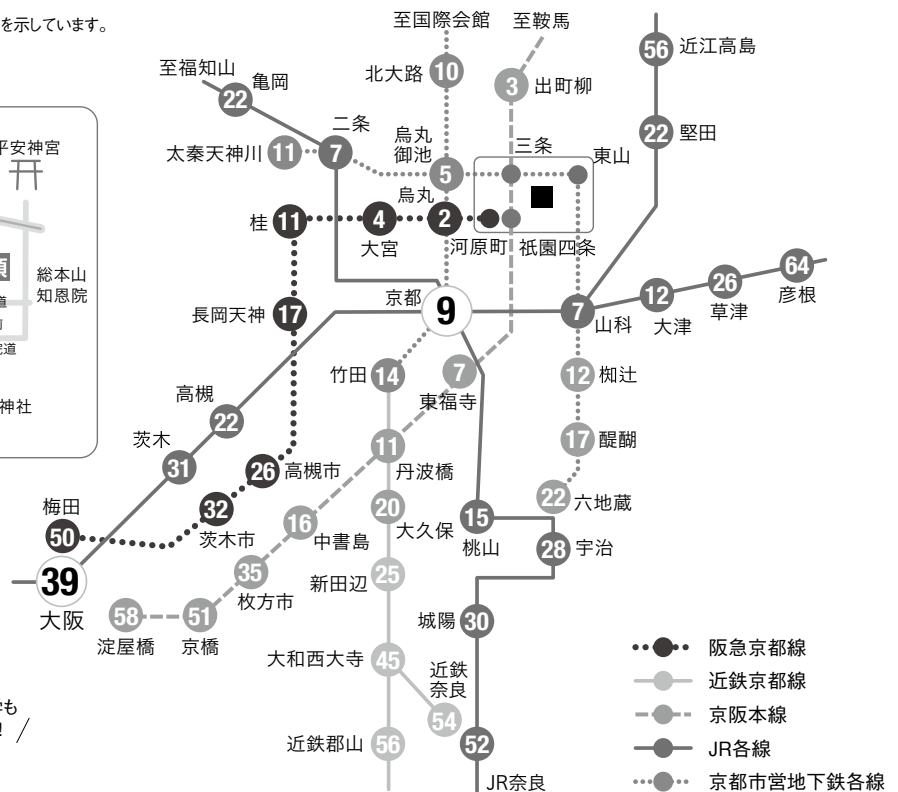 を示しています。
至国際会館
至鞍馬
56 近江高島
至福知山
亀岡
22
北大路 10
3 出町柳
平安神宮
二条
烏丸
御池
三条
東山
22 堅田
太秦天神川 11
7
5
烏丸
桂 11
4
2
大宮
河原町
祇園四条
64
彦根
総本山
知恩院
道
京都
9
7
山科
12
大津
26
草津
長岡天神 17
竹田 14
7
東福寺
12 椥辻
神社
高槻
22
茨木
31
11
丹波橋
17 醍醐
26 高槻市
22 六地蔵
梅田
50
32
茨木市
16
中書島
20
大久保
15
桃山
28 宇治
39
大阪
35
枚方市
新田辺 25
58
淀屋橋
51
京橋
城陽 30
大和西大寺 45
近鉄
奈良
54
近鉄郡山 56
52
JR奈良
阪急京都線
近鉄京都線
京阪本線
JR各線
京都市営地下鉄各線